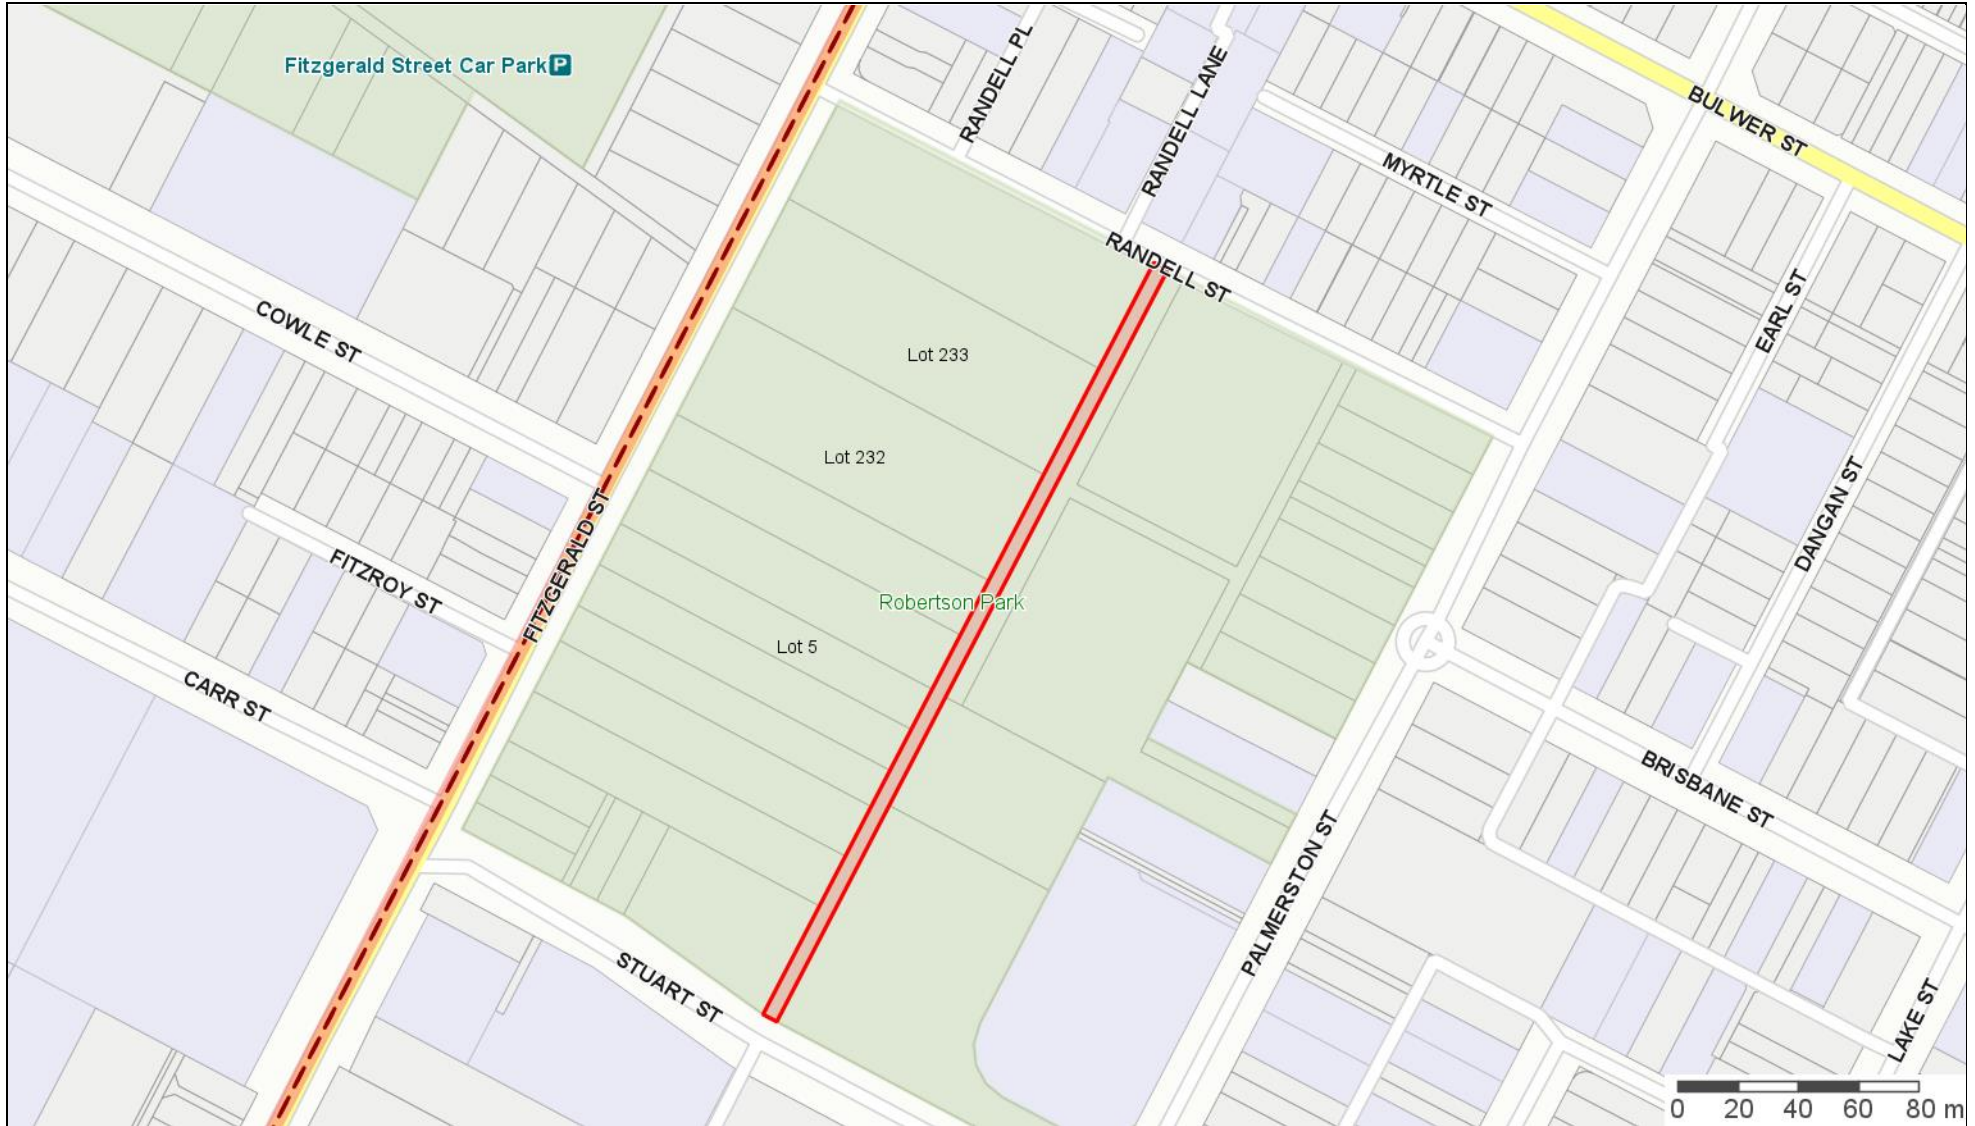 Fitzgerald Street Car Park P
RANDELL PL
RANDELL LANE
BULWER ST
MYRTLE ST
RANDELL ST
EARL ST
COWLE ST
Lot 233
Lot 232
DANGAN ST
FITZGERALD ST
FITZROY ST
Robertson Park
Lot 5
CARR ST
BRISBANE ST
PALMERSTON ST
STUART ST
LAKE ST
0 20 40 60 80 m